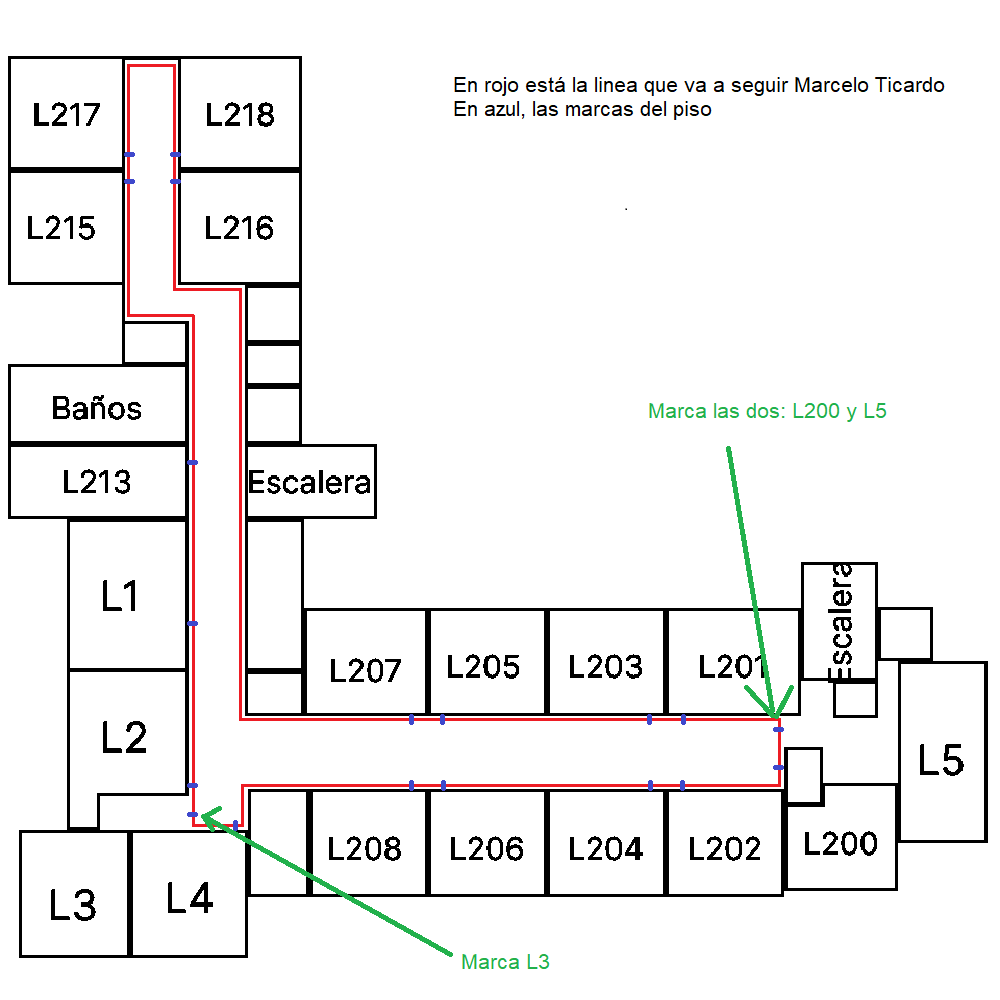 En rojo está la linea que va a seguir Marcelo Ticardo
En azul, las marcas del piso
L217
L218
L215
L216
Baños
Marca las dos: L200 y L5
L213
Escalera
L1
Escalera
L207
L205
L203
L201
L2
L5
L208
L206
L204
L202
L200
L3
L4
Marca L3